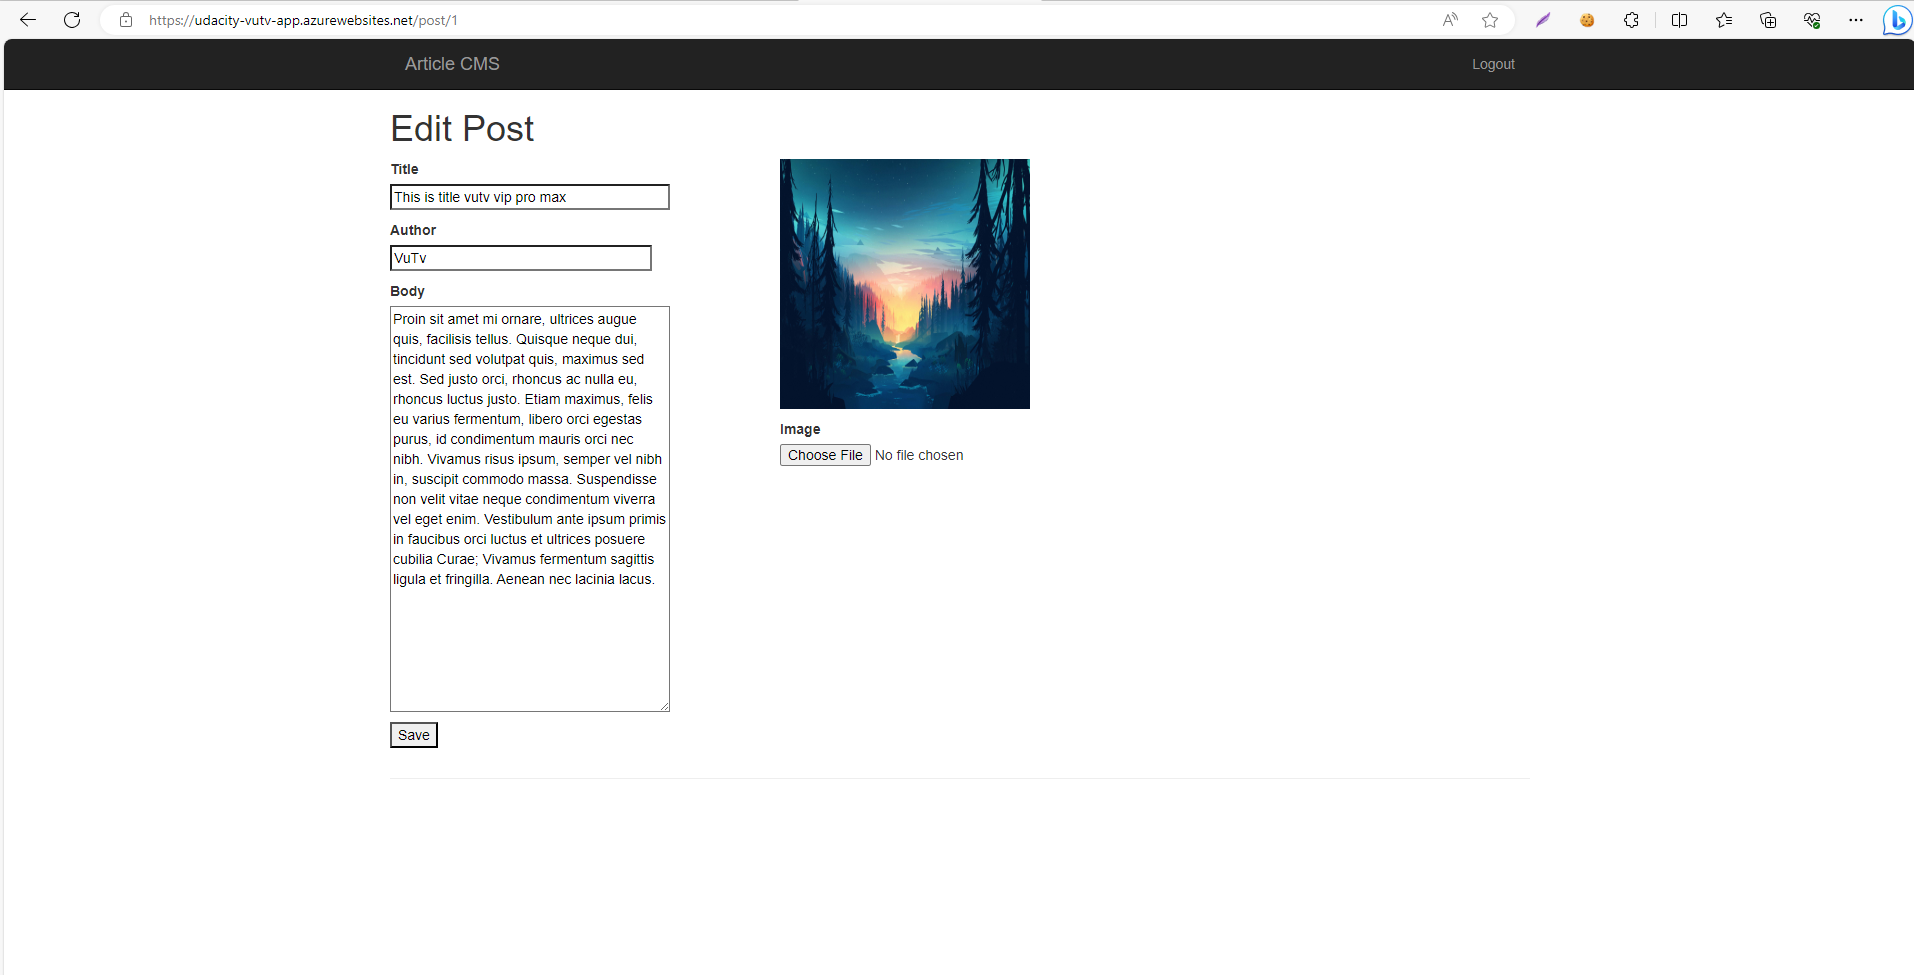 https://udacity-vutv-app.azurewebsites.net/post/1
Article CMS
Logout
Edit Post
Title
This is title vutv vip pro max
Author
VuTv
Body
Proin sit amet mi ornare, ultrices augue
quis, facilisis tellus. Quisque neque dui,
tincidunt sed volutpat quis, maximus sed
est. Sed justo orci, rhoncus ac nulla eu,
rhoncus luctus justo. Etiam maximus, felis
eu varius fermentum, libero orci egestas
purus, id condimentum mauris orci nec
nibh. Vivamus risus ipsum, semper vel nibh
in, suscipit commodo massa. Suspendisse
non velit vitae neque condimentum viverra
vel eget enim. Vestibulum ante ipsum primis
in faucibus orci luctus et ultrices posuere
cubilia Curae; Vivamus fermentum sagittis
ligula et fringilla. Aenean nec lacinia lacus.
Save
Image
Choose File No file chosen